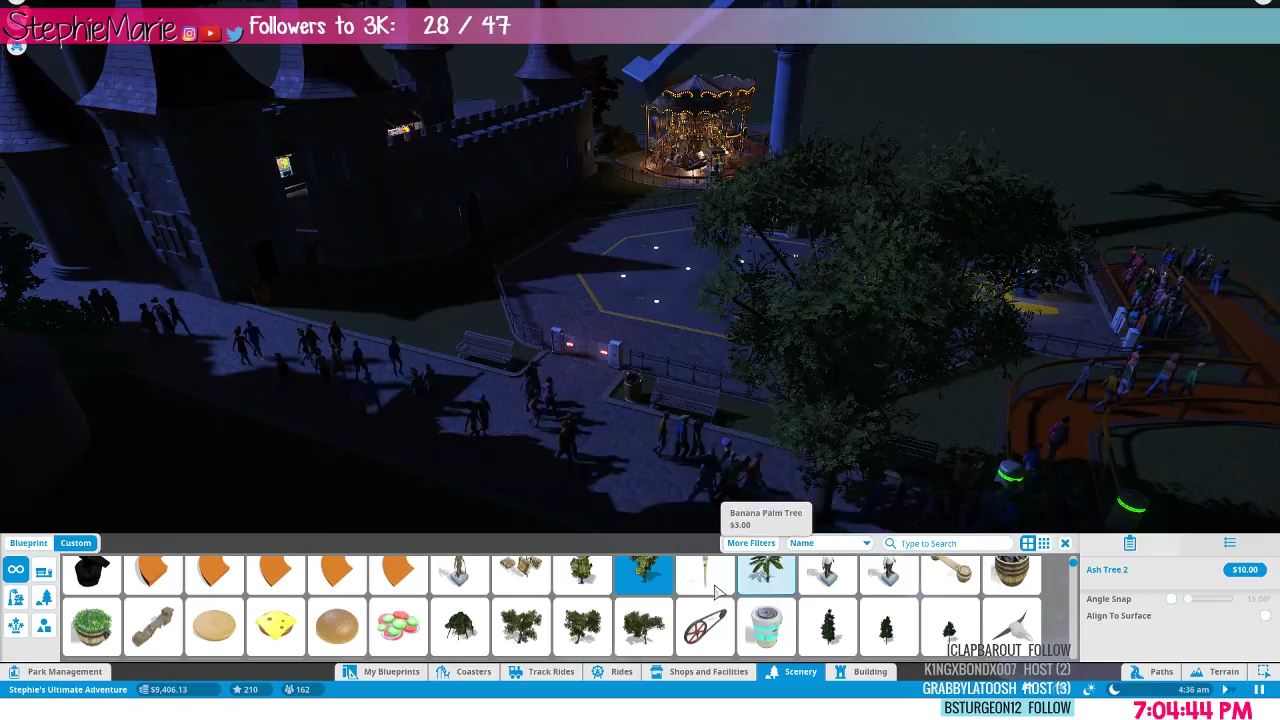 StephieMarie Followers to 3K: 28 / 47
Banana Palm Tree
$3.00
Blueprint Custom More Filters Name Type to Search
Ash Tree 2 $10.00
Angle Snap 15.00°
Align To Surface
ICLAPBAROUT FOLLOW
Park Management My Blueprints Coasters Track Rides Rides Shops and Facilities Scenery Building KINGXBONDX007 HOST (2) Paths Terrain
Stephie's Ultimate Adventure $9,406.13 210 162 GRABBYLATOOSH HOST (3) 4:36 am
BSTURGEON12 FOLLOW 7:04:44 PM